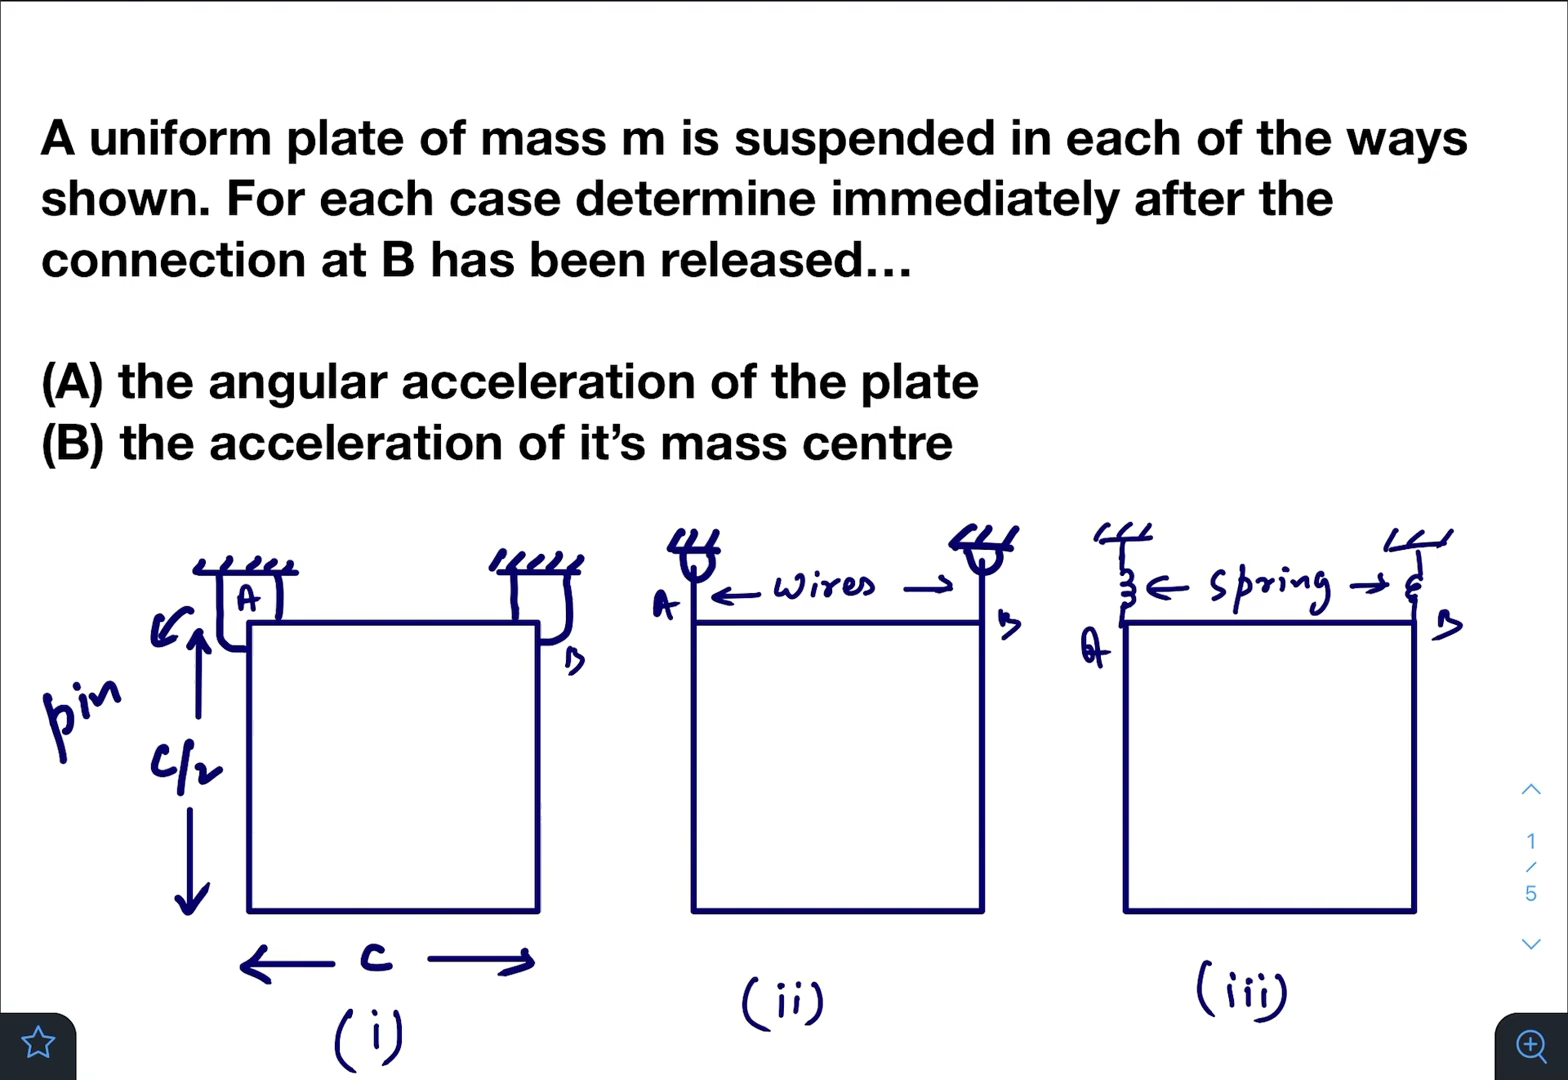 A uniform plate of mass m is suspended in each of the ways
shown. For each case determine immediately after the
connection at B has been released...
(A) the angular acceleration of the plate
(B) the acceleration of it’s mass centre
A
B
pin
c/2
c
(i)
A ← wires → B
(ii)
← spring →
A
B
(iii)
1
/
5